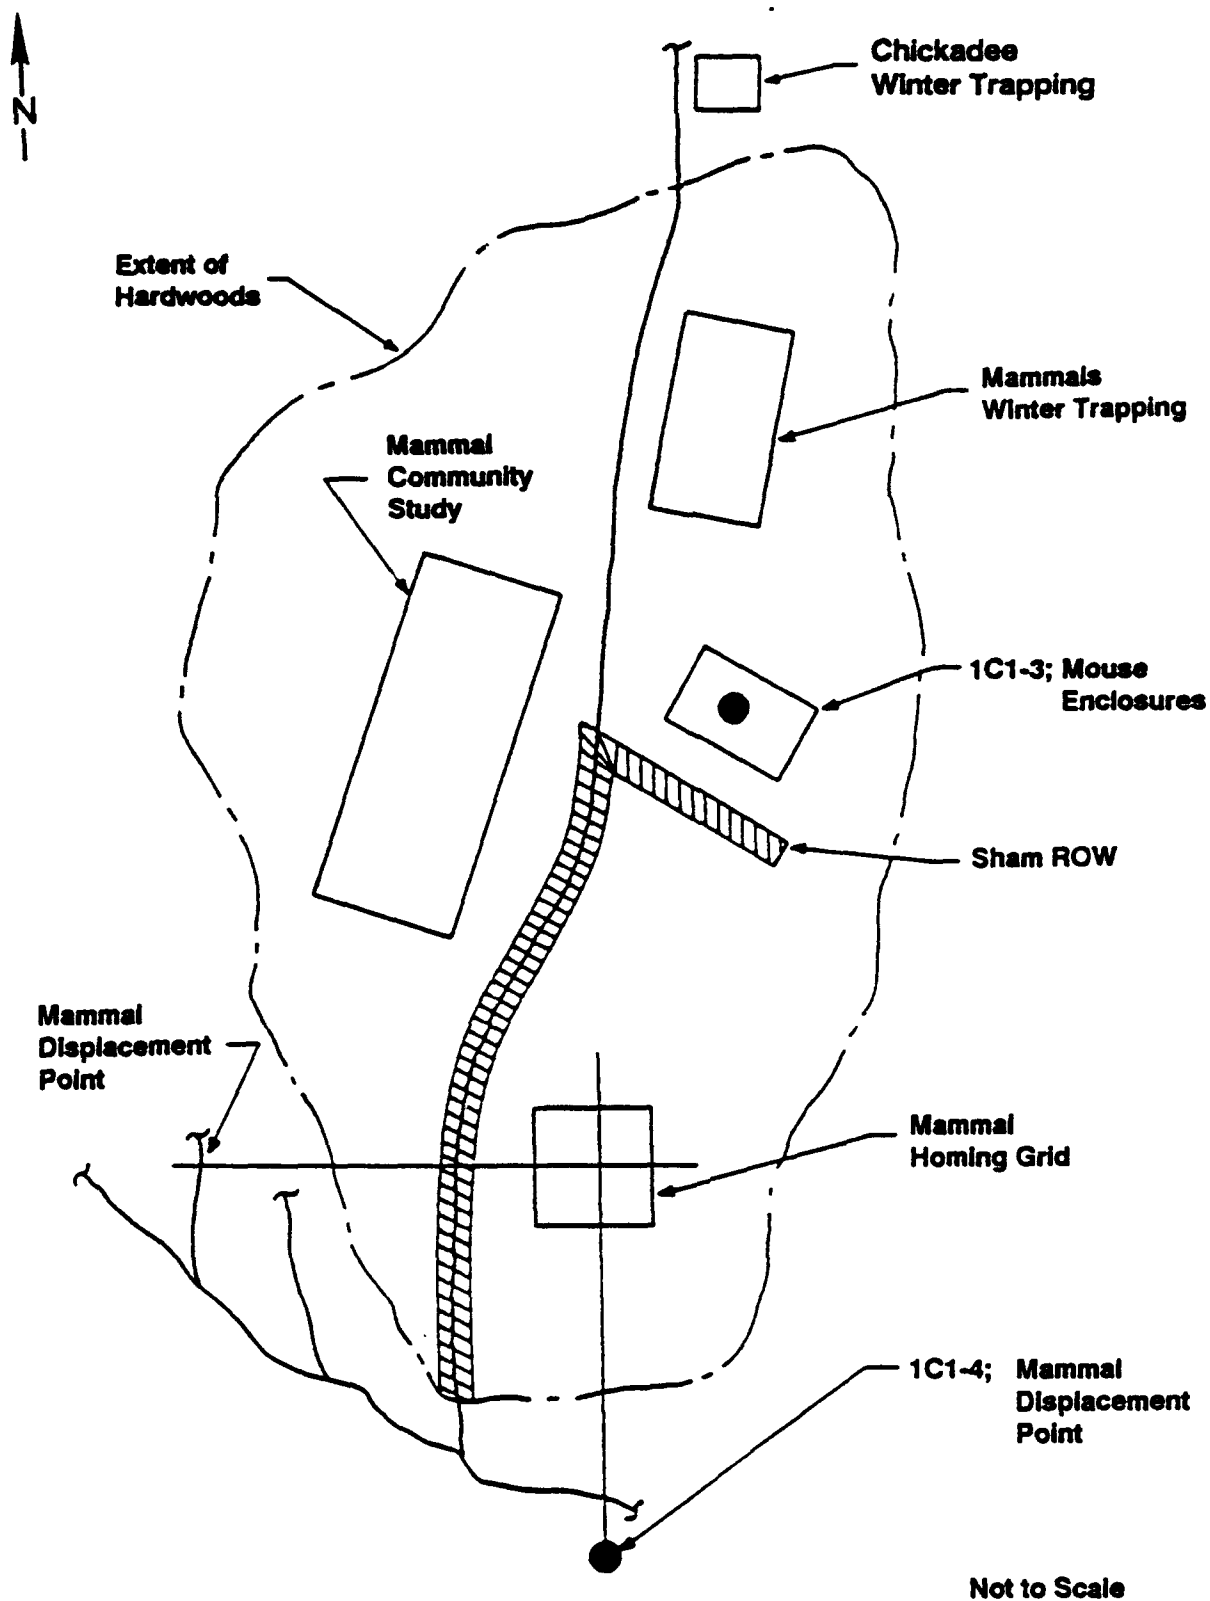 N
Chickadee
Winter Trapping
Extent of
Hardwoods
Mammals
Winter Trapping
Mammal
Community
Study
1C1-3; Mouse
Enclosures
Sham ROW
Mammal
Displacement
Point
Mammal
Homing Grid
1C1-4; Mammal
Displacement
Point
Not to Scale